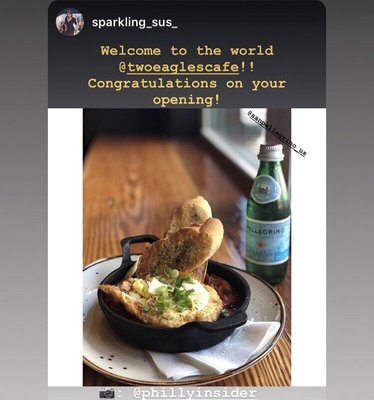 sparkling_sus_
Welcome to the world
@twoeaglescafe!!
Congratulations on your
opening!
@sanpellegrino_us
S.PELLEGRINO
📷: @phillyinsider